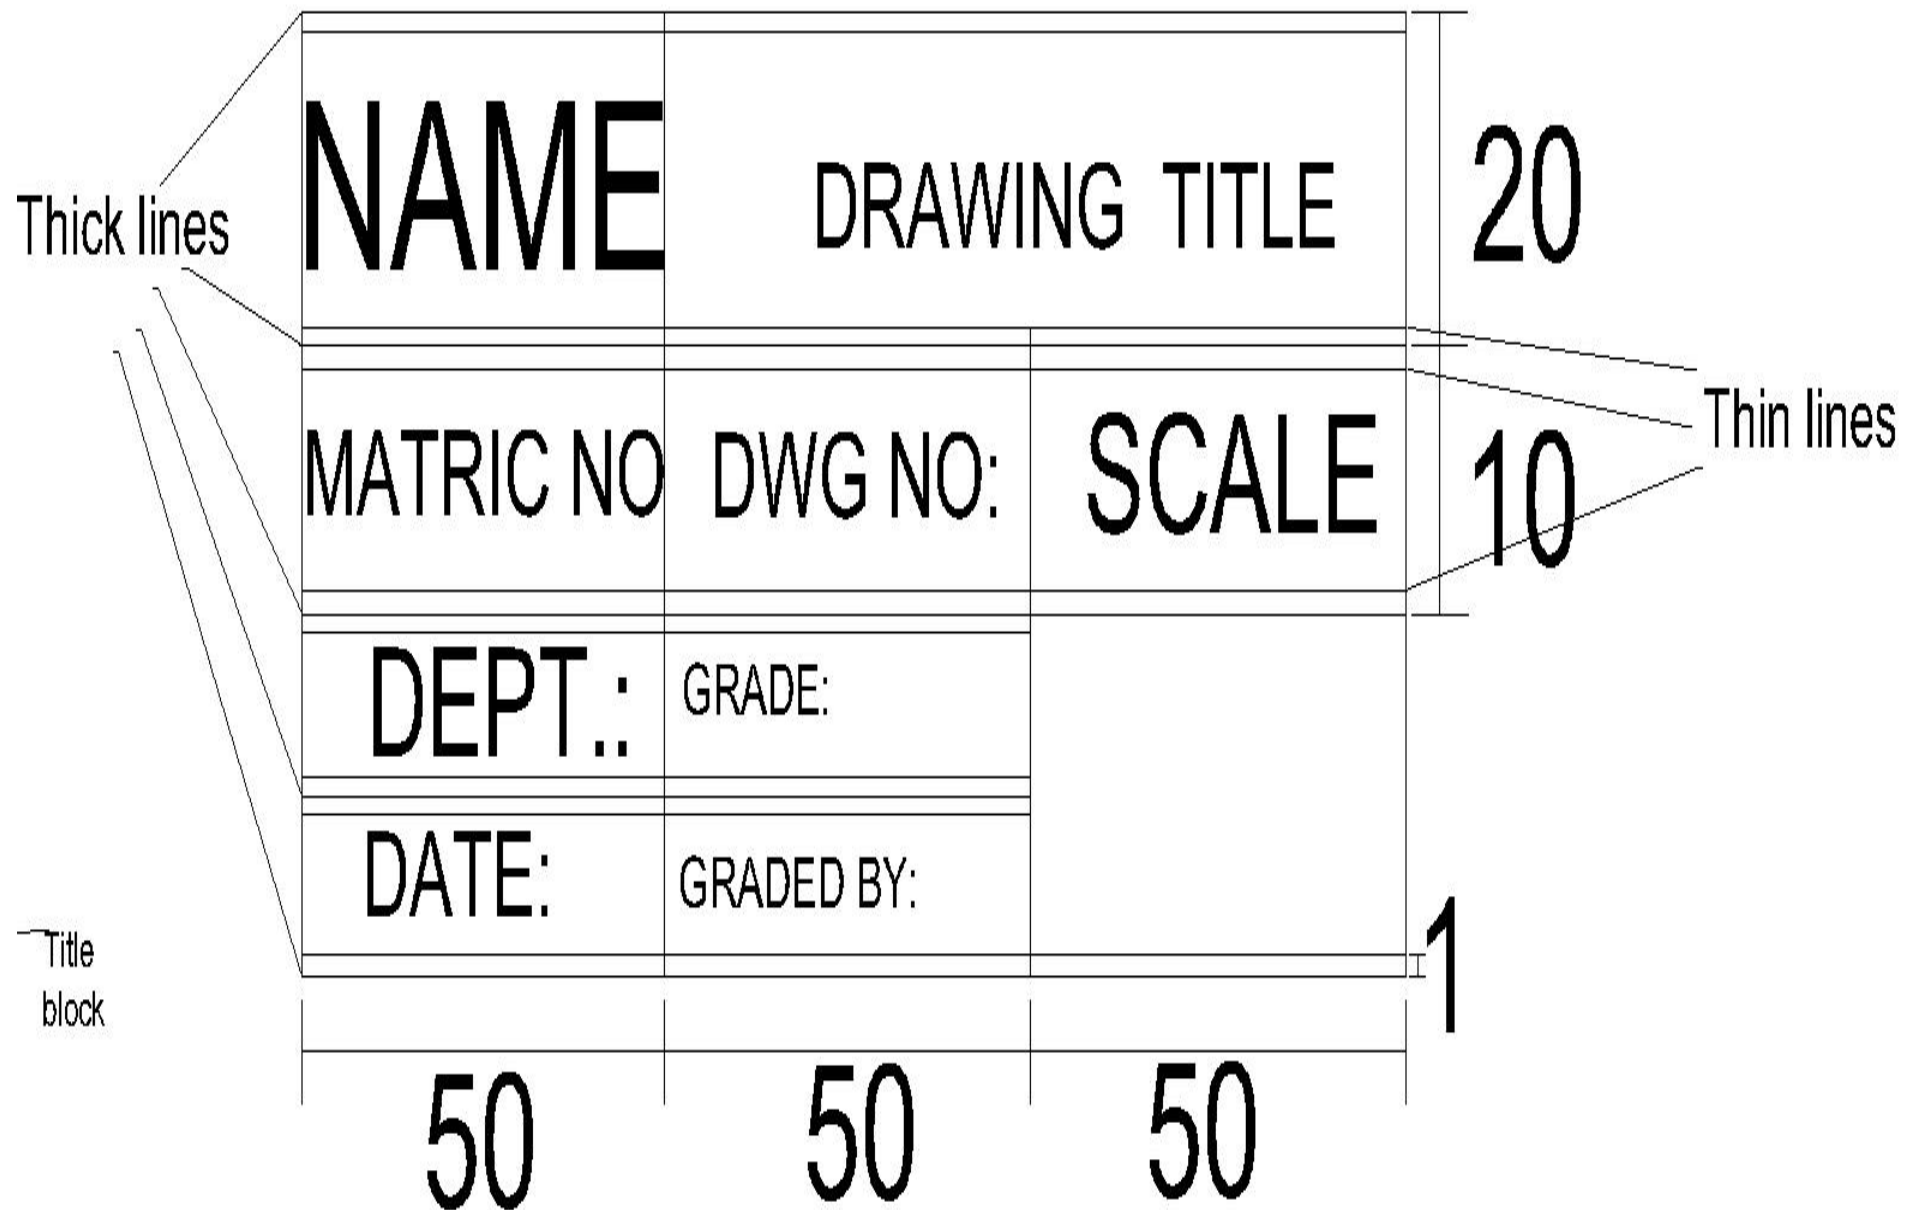 NAME
DRAWING TITLE
20
Thick lines
Thin lines
MATRIC NO
DWG NO:
SCALE
10
DEPT.:
GRADE:
DATE:
GRADED BY:
1
Title
block
50
50
50